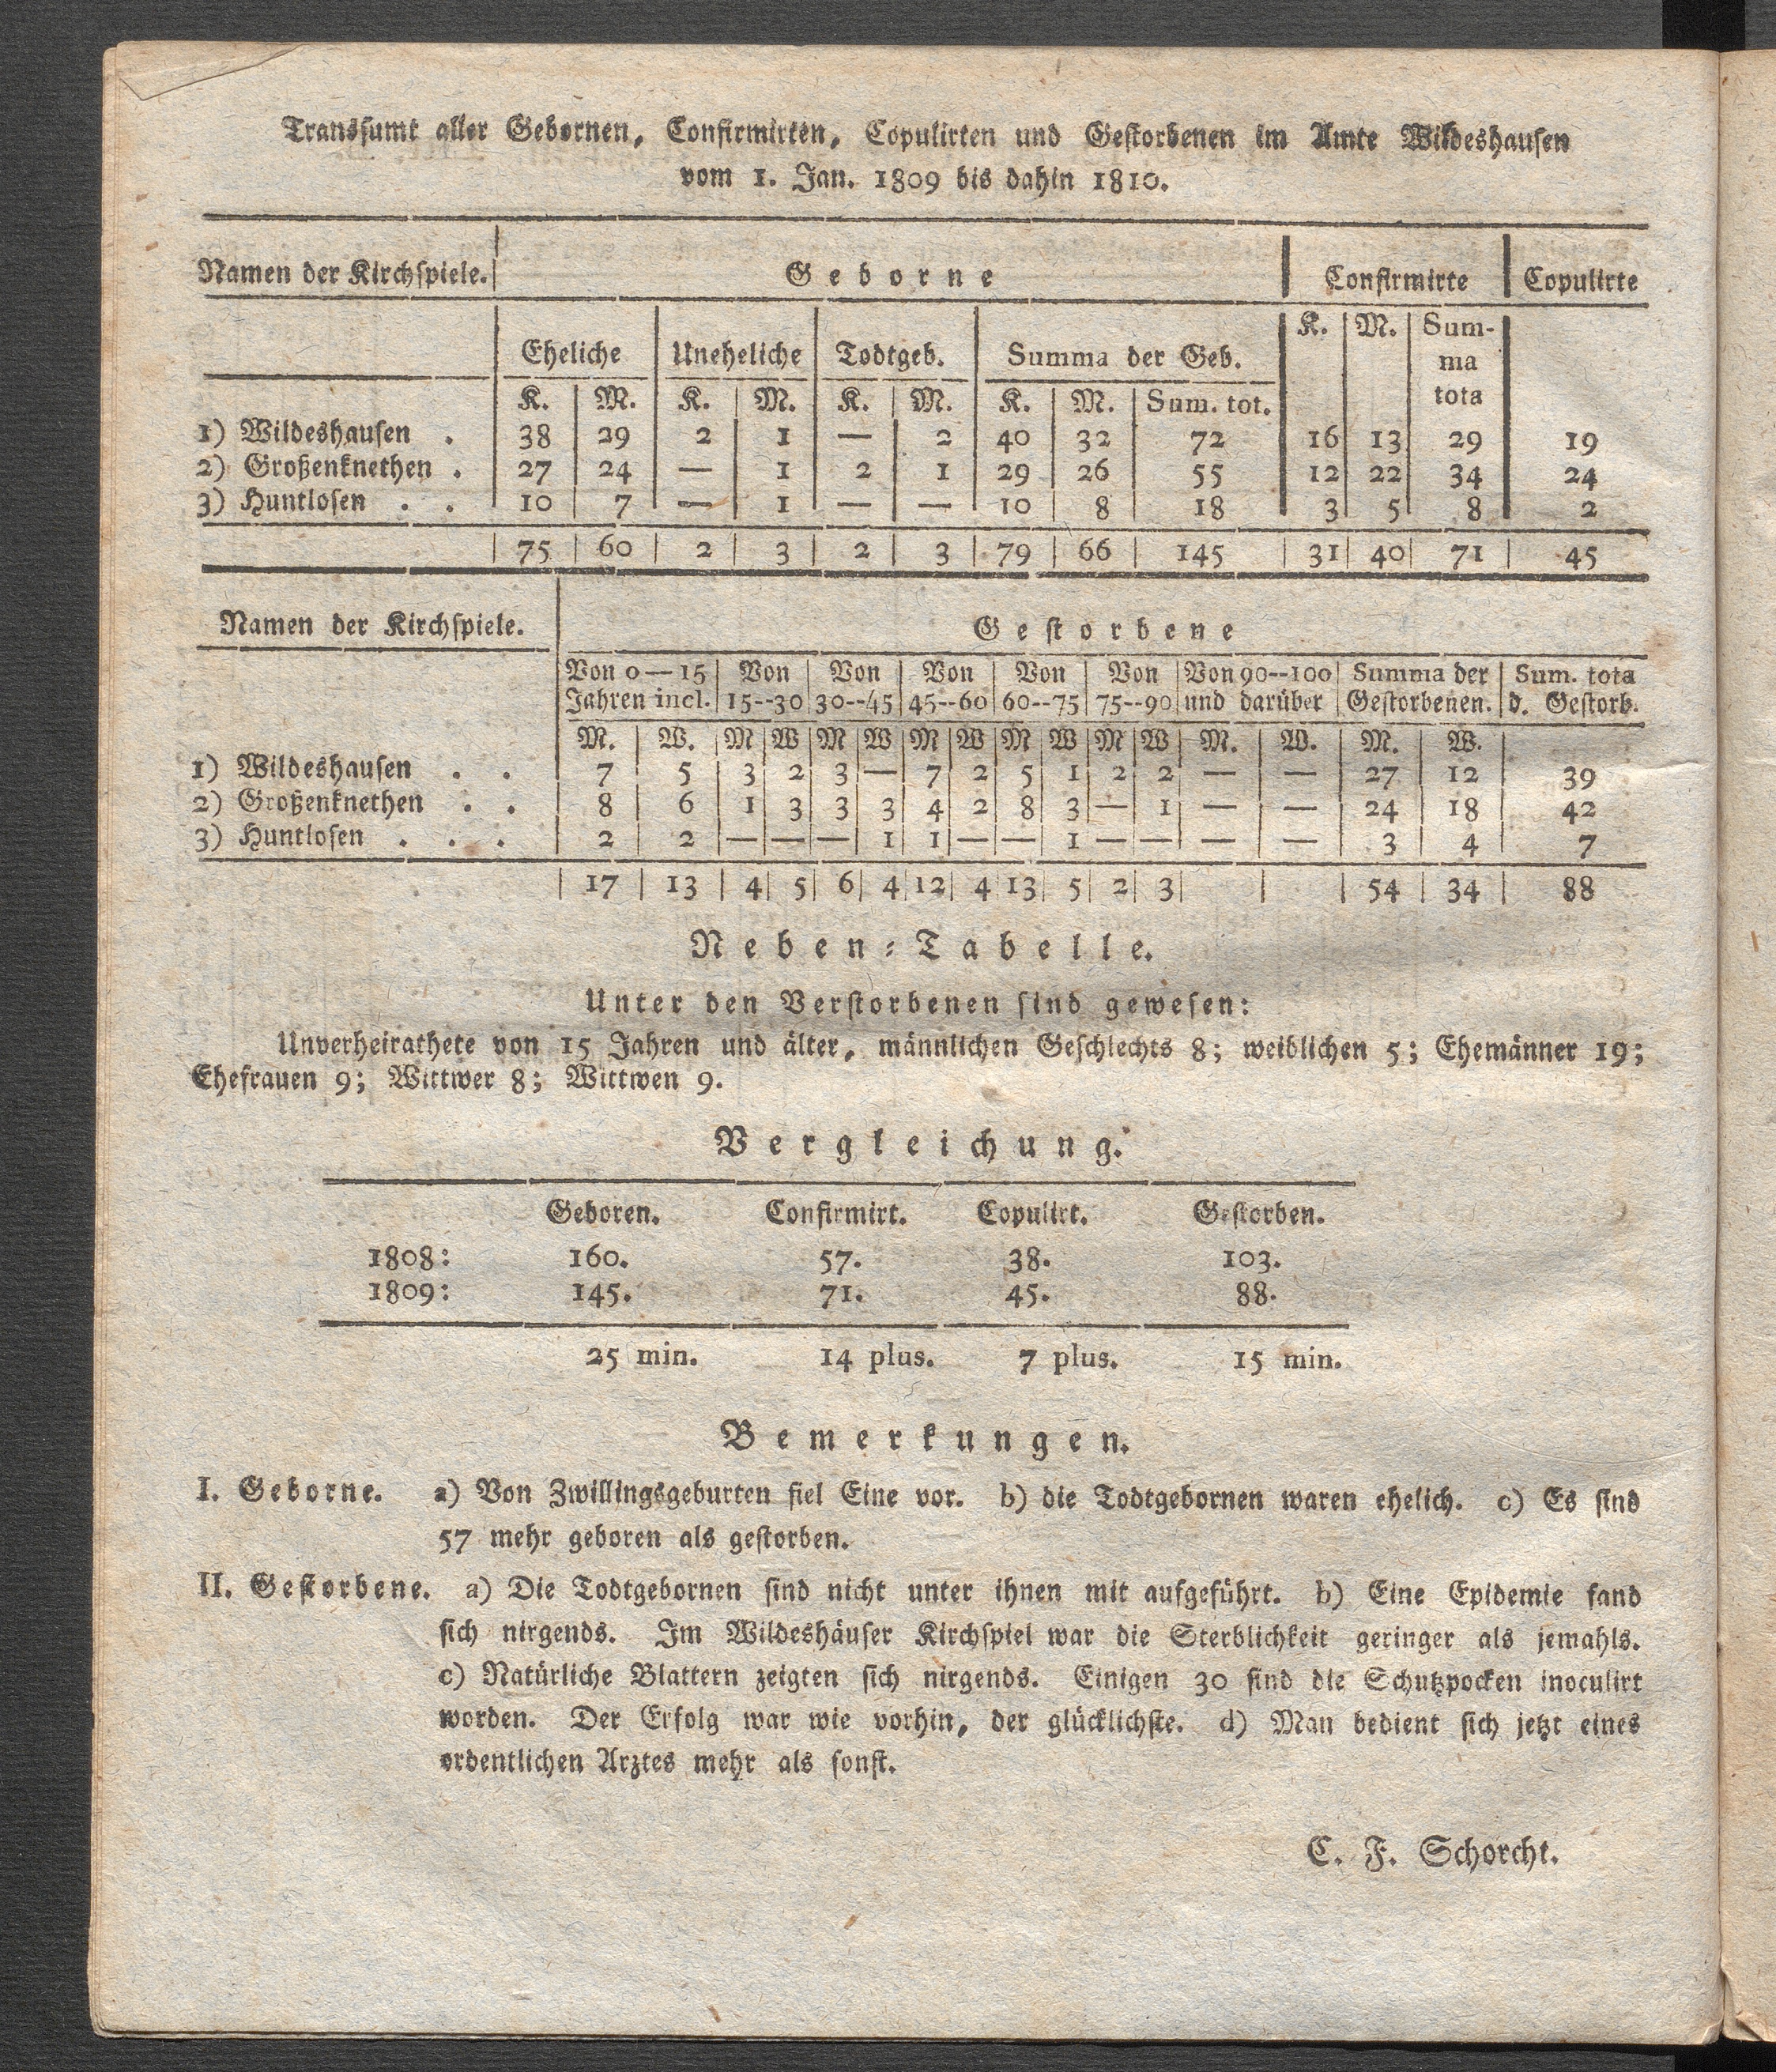 Transsumt aller Gebornen, Confirmirten, Copulirten und Gestorbenen im Amte Wildeshausen
vom 1. Jan. 1809 bis dahin 1810.
Namen der Kirchspiele. Geborne Confirmirte Copulirte
Eheliche Uneheliche Todtgeb. Summa der Geb. K. M. Sum-
ma
K. M. K. M. K. M. K. M. Sum. tot. tota
1) Wildeshausen . 38 29 2 1 — 2 40 32 72 16 13 29 19
2) Großenknethen . 27 24 — 1 2 1 29 26 55 12 22 34 24
3) Huntlosen . . 10 7 — 1 — — 10 8 18 3 5 8 2
75 60 2 3 2 3 79 66 145 31 40 71 45
Namen der Kirchspiele. Gestorbene
Von 0—15 Von Von Von Von Von Von 90--100 Summa der Sum. tota
Jahren incl. 15--30 30--45 45--60 60--75 75--90 und darüber Gestorbenen. d. Gestorb.
M. W. M W M W M W M W M W M. W. M. W.
1) Wildeshausen . . 7 5 3 2 3 — 7 2 5 1 2 2 — — 27 12 39
2) Großenknethen . . 8 6 1 3 3 3 4 2 8 3 — 1 — — 24 18 42
3) Huntlosen . . . 2 2 — — — 1 1 — — 1 — — — — 3 4 7
17 13 4 5 6 4 12 4 13 5 2 3 54 34 88
Neben-Tabelle.
Unter den Verstorbenen sind gewesen:
Unverheirathete von 15 Jahren und älter, männlichen Geschlechts 8; weiblichen 5; Ehemänner 19;
Ehefrauen 9; Wittwer 8; Wittwen 9.
Vergleichung.
Geboren. Confirmirt. Copulirt. Gestorben.
1808: 160. 57. 38. 103.
1809: 145. 71. 45. 88.
25 min. 14 plus. 7 plus. 15 min.
Bemerkungen.
I. Geborne. a) Von Zwillingsgeburten fiel Eine vor. b) die Todtgebornen waren ehelich. c) Es sind
57 mehr geboren als gestorben.
II. Gestorbene. a) Die Todtgebornen sind nicht unter ihnen mit aufgeführt. b) Eine Epidemie fand
sich nirgends. Im Wildeshäuser Kirchspiel war die Sterblichkeit geringer als jemahls.
c) Natürliche Blattern zeigten sich nirgends. Einigen 30 sind die Schutzpocken inoculirt
worden. Der Erfolg war wie vorhin, der glücklichste. d) Man bedient sich jetzt eines
ordentlichen Arztes mehr als sonst.
C. F. Schorcht.